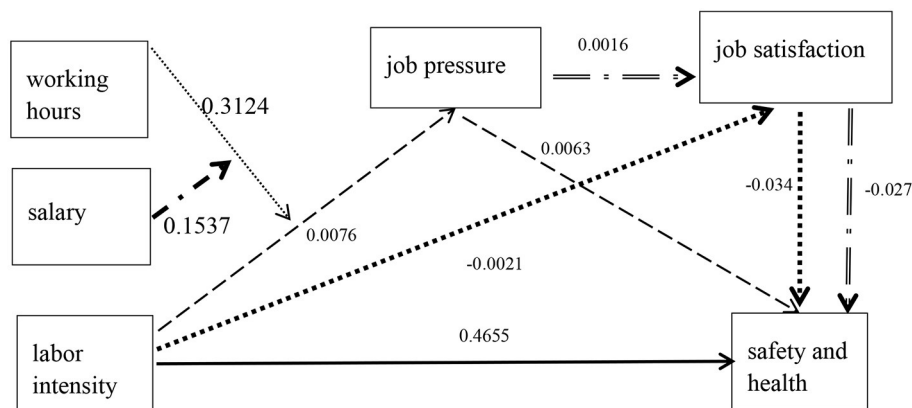 working
hours
salary
labor
intensity
job pressure
job satisfaction
safety and
health
0.3124
0.1537
0.0076
0.0016
0.0063
-0.0021
-0.034
-0.027
0.4655